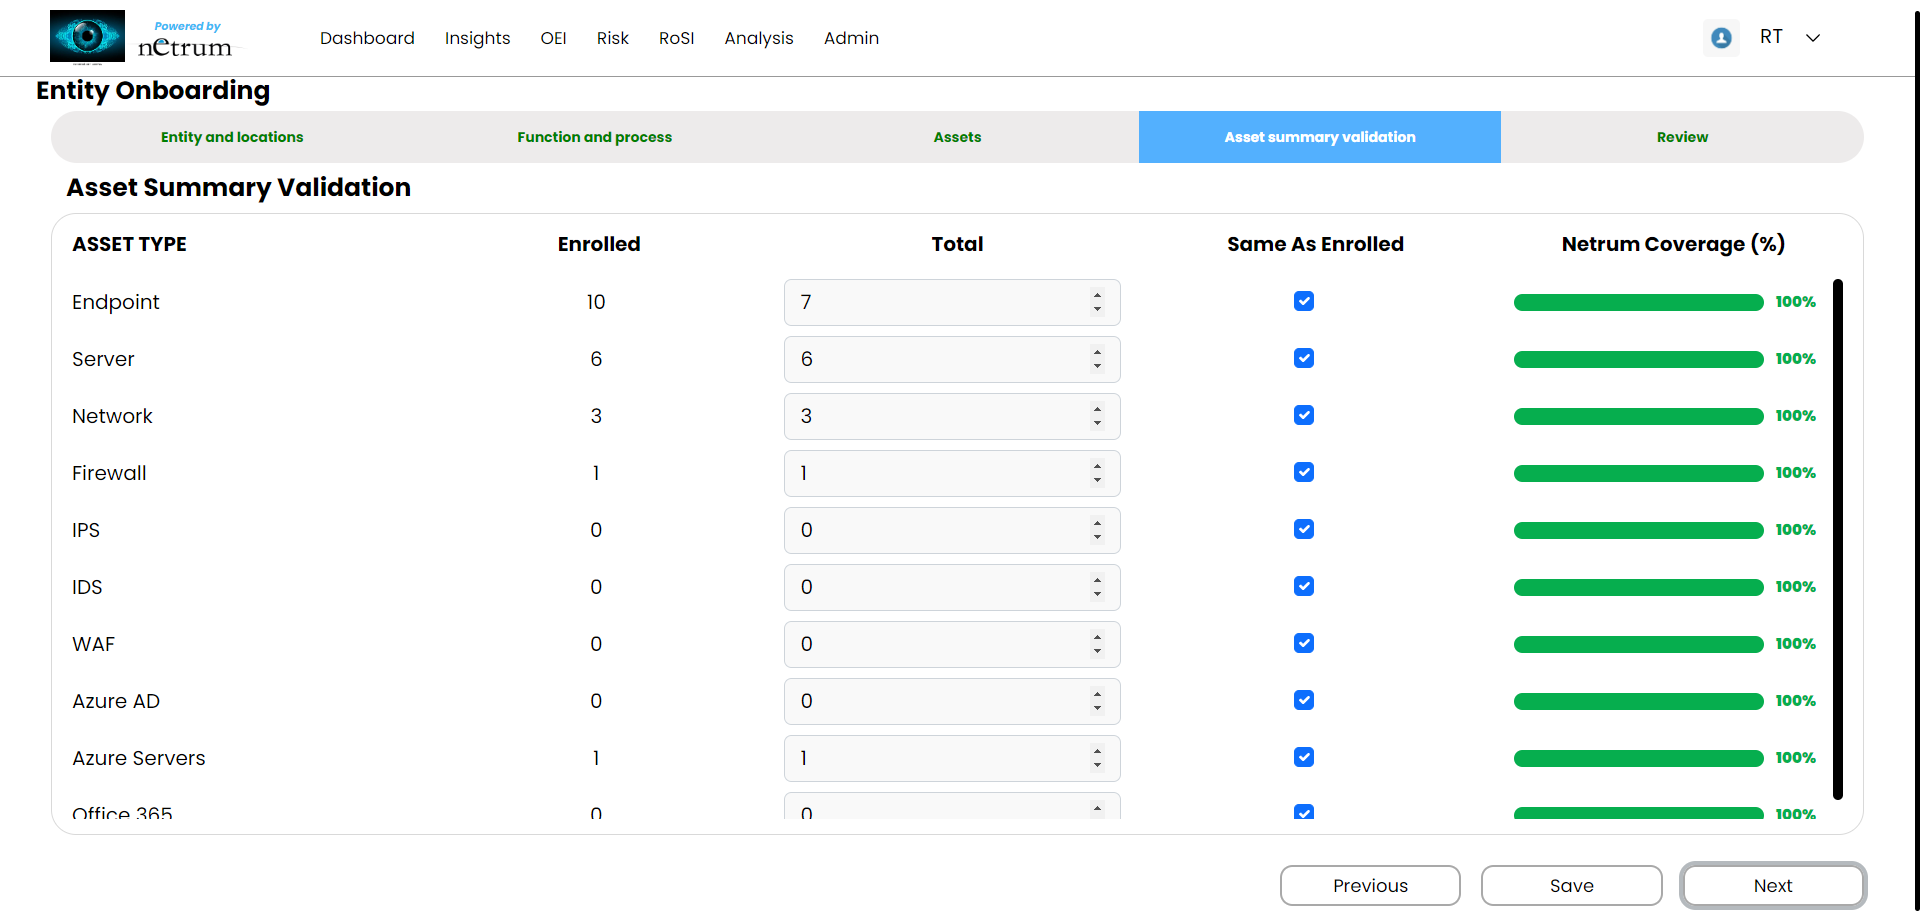 Powered by
netrum
Dashboard Insights OEI Risk RoSI Analysis Admin
RT
Entity Onboarding
Entity and locations Function and process Assets Asset summary validation Review
Asset Summary Validation
ASSET TYPE Enrolled Total Same As Enrolled Netrum Coverage (%)
Endpoint 10 7 100%
Server 6 6 100%
Network 3 3 100%
Firewall 1 1 100%
IPS 0 0 100%
IDS 0 0 100%
WAF 0 0 100%
Azure AD 0 0 100%
Azure Servers 1 1 100%
Office 365 0 0 100%
Previous Save Next